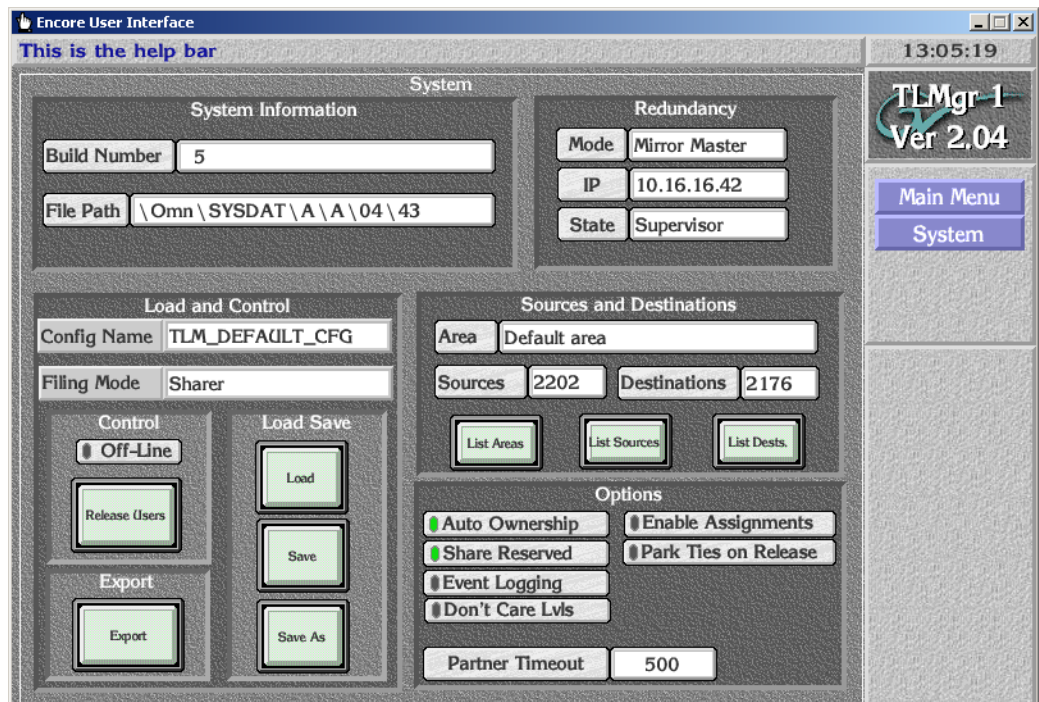 Encore User Interface
This is the help bar
13:05:19
TLMgr 1
Ver 2.04
Main Menu
System
System
System Information
Build Number 5
File Path \Omn\SYSDAT\A\A\04\43
Redundancy
Mode Mirror Master
IP 10.16.16.42
State Supervisor
Load and Control
Config Name TLM_DEFAULT_CFG
Filing Mode Sharer
Control
Off-Line
Release Users
Export
Export
Load Save
Load
Save
Save As
Sources and Destinations
Area Default area
Sources 2202 Destinations 2176
List Areas List Sources List Dests.
Options
Auto Ownership Enable Assignments
Share Reserved Park Ties on Release
Event Logging
Don't Care Lvls
Partner Timeout 500